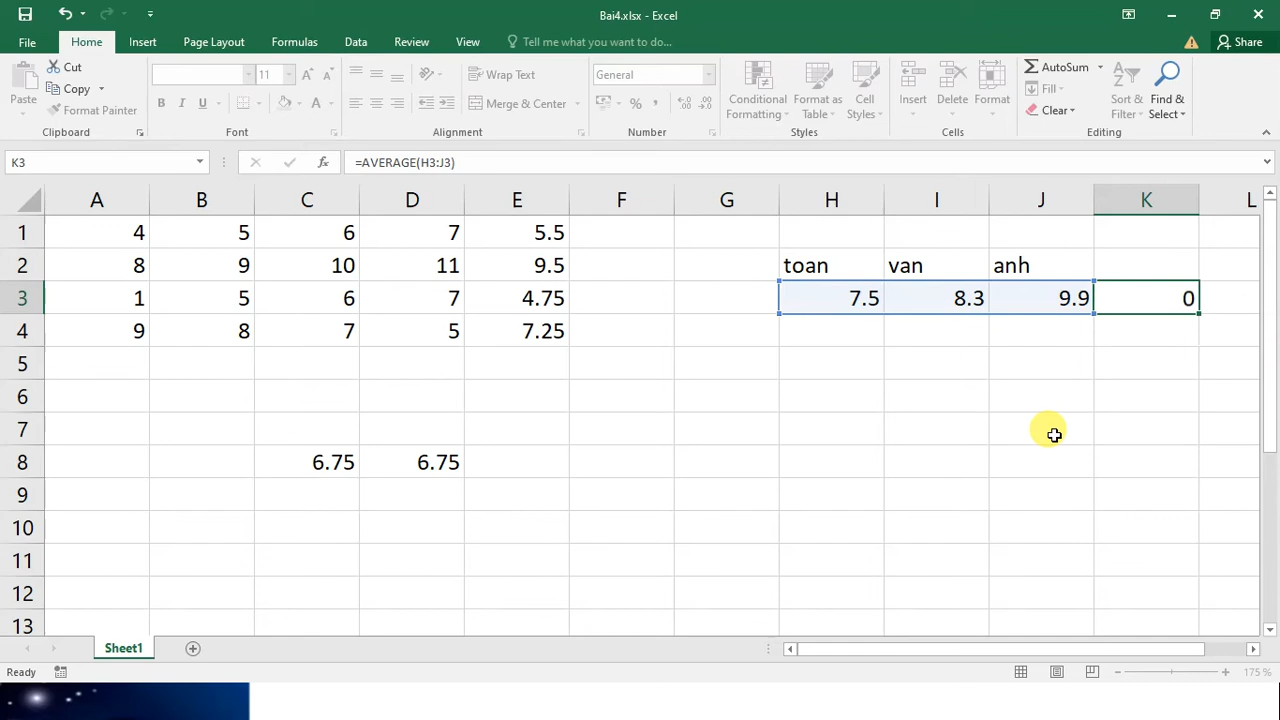 Bai4.xlsx - Excel
File Home Insert Page Layout Formulas Data Review View Tell me what you want to do... Share
Paste Cut Copy Format Painter
11
Wrap Text Merge & Center
General
Conditional Formatting Format as Table Cell Styles
Insert Delete Format
AutoSum Fill Clear Sort & Filter Find & Select
Clipboard Font Alignment Number Styles Cells Editing
K3 fx =AVERAGE(H3:J3)
A B C D E F G H I J K L
1 4 5 6 7 5.5
2 8 9 10 11 9.5 toan van anh
3 1 5 6 7 4.75 7.5 8.3 9.9 0
4 9 8 7 5 7.25
5
6
7
8 6.75 6.75
9
10
11
12
13
Sheet1
Ready 175 %